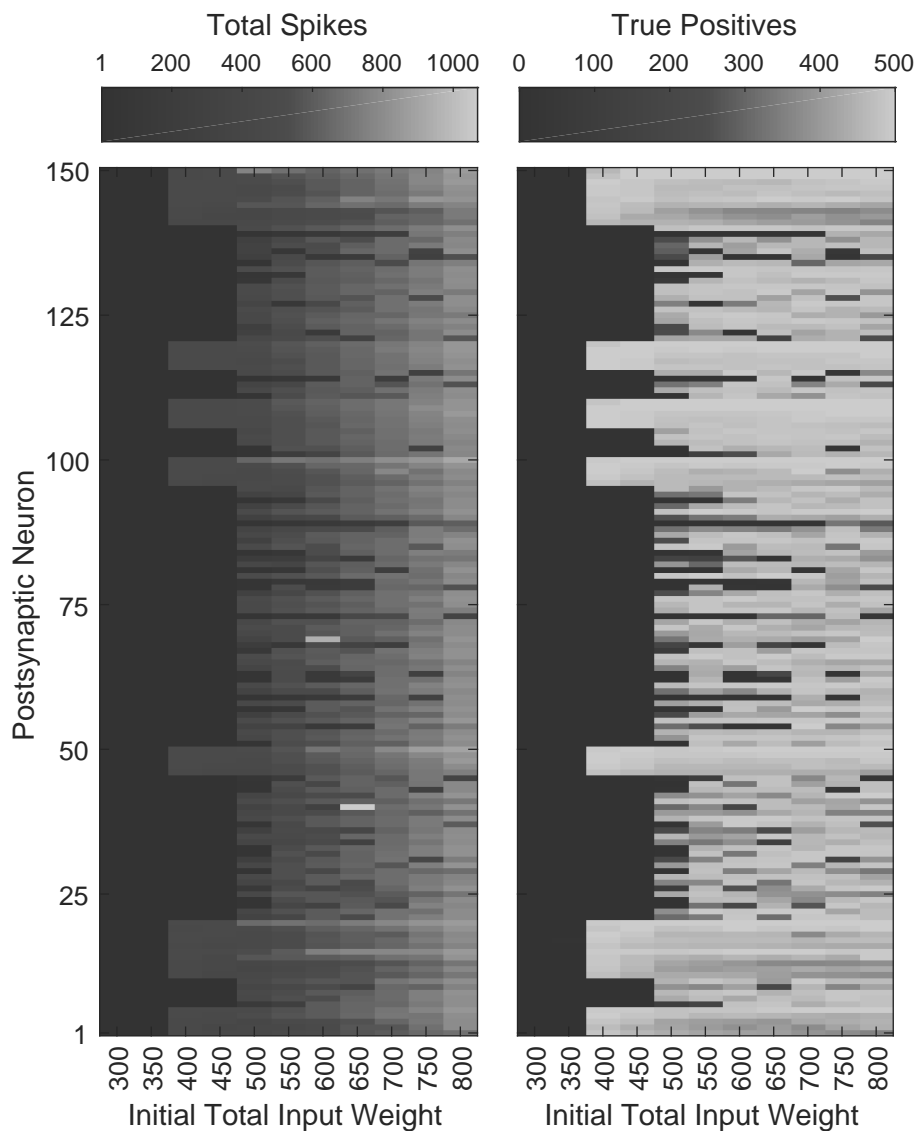 Total Spikes True Positives
1 200 400 600 800 1000 0 100 200 300 400 500
150
125
100
75
50
25
1
Postsynaptic Neuron
300 350 400 450 500 550 600 650 700 750 800 300 350 400 450 500 550 600 650 700 750 800
Initial Total Input Weight Initial Total Input Weight